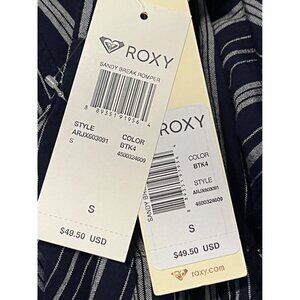 ROXY
SANDY BREAK ROMPER
STYLE
ARJX603091
S
COLOR
BTK4
4500324609
S
$49.50 USD
ROXY
COLOR
BTK4
STYLE
4500324609
S
$49.50 USD
roxy.com